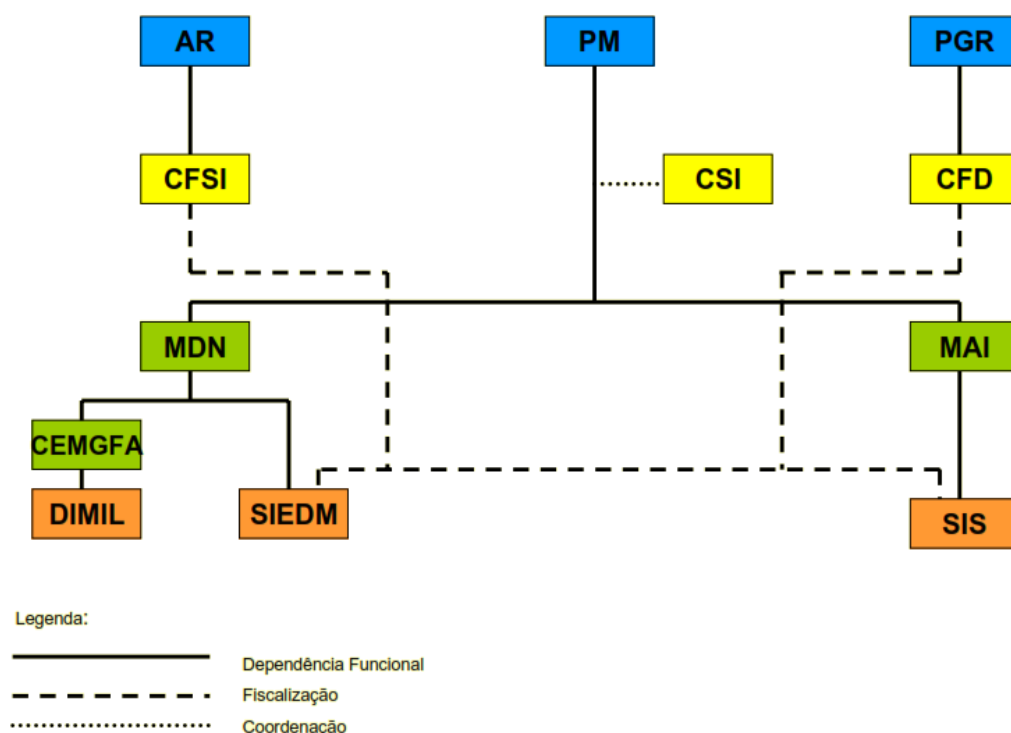 AR
PM
PGR
CFSI
CSI
CFD
MDN
MAI
CEMGFA
DIMIL
SIEDM
SIS
Legenda:
Dependência Funcional
Fiscalização
Coordenação